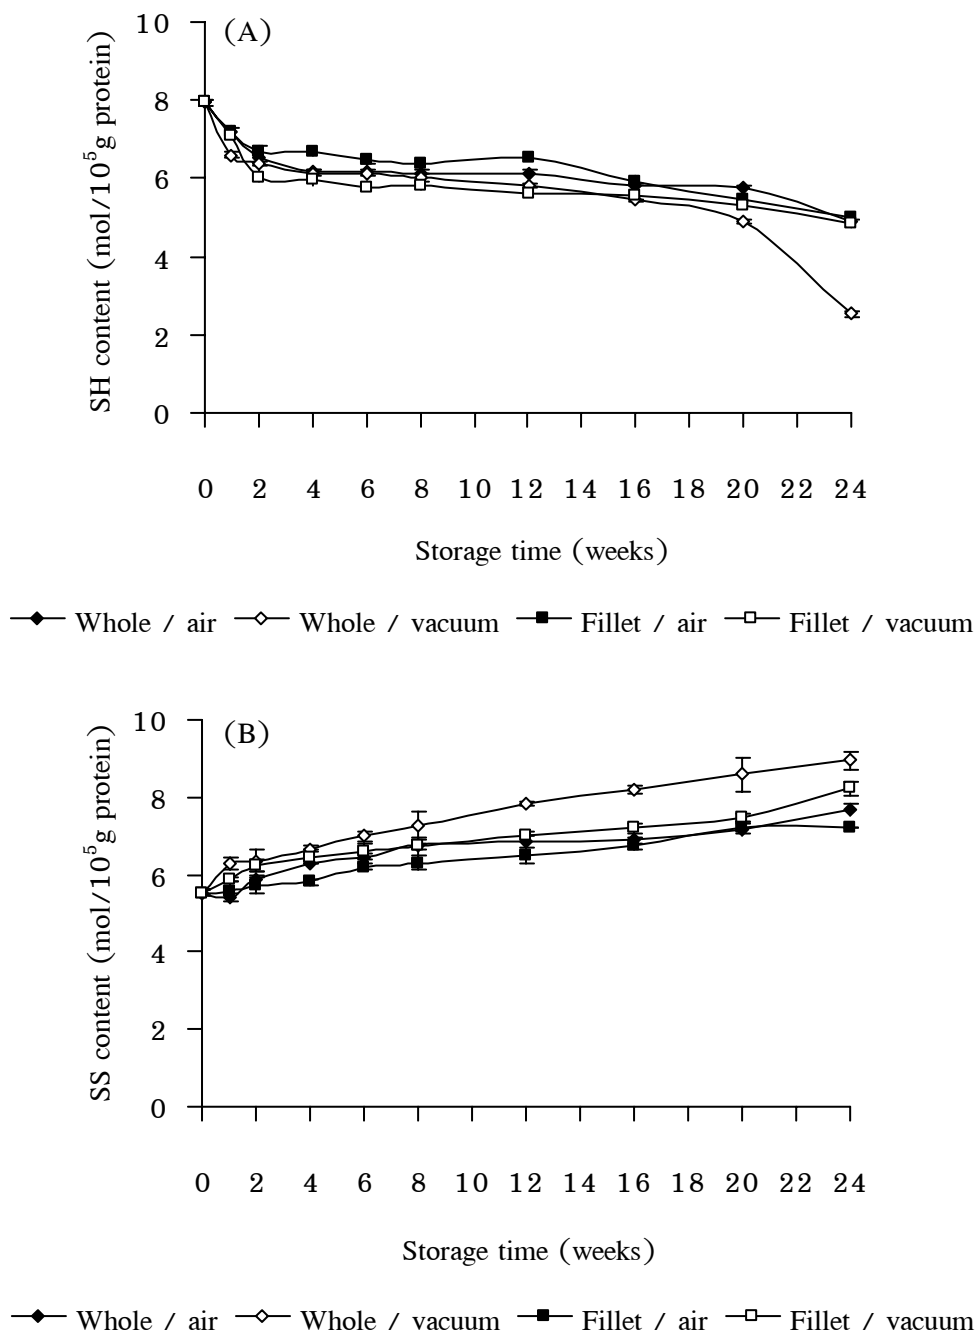 (A)
SH content (mol/10⁵g protein)
10
8
6
4
2
0
0 2 4 6 8 10 12 14 16 18 20 22 24
Storage time (weeks)
Whole / air Whole / vacuum Fillet / air Fillet / vacuum
(B)
SS content (mol/10⁵g protein)
10
8
6
4
2
0
0 2 4 6 8 10 12 14 16 18 20 22 24
Storage time (weeks)
Whole / air Whole / vacuum Fillet / air Fillet / vacuum